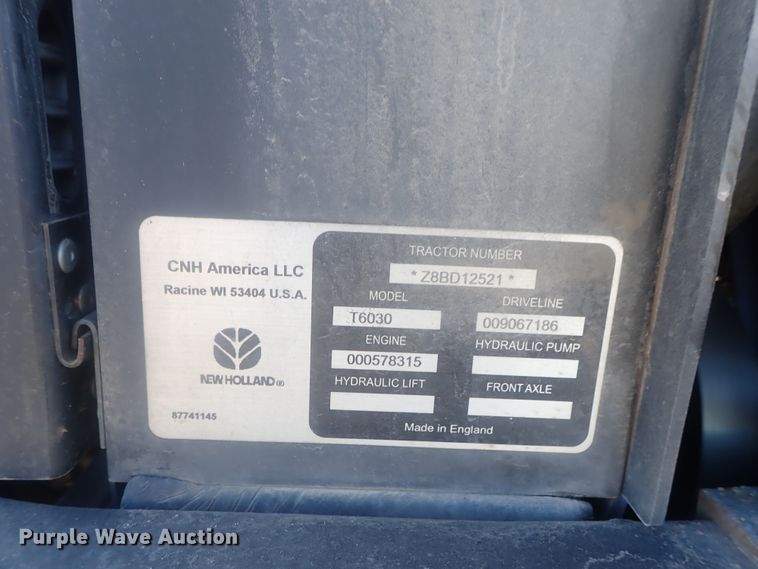 CNH America LLC
Racine WI 53404 U.S.A.
NEW HOLLAND ®
87741145
TRACTOR NUMBER
*Z8BD12521*
MODEL
T6030
DRIVELINE
009067186
ENGINE
000578315
HYDRAULIC PUMP
HYDRAULIC LIFT
FRONT AXLE
Made in England
Purple Wave Auction